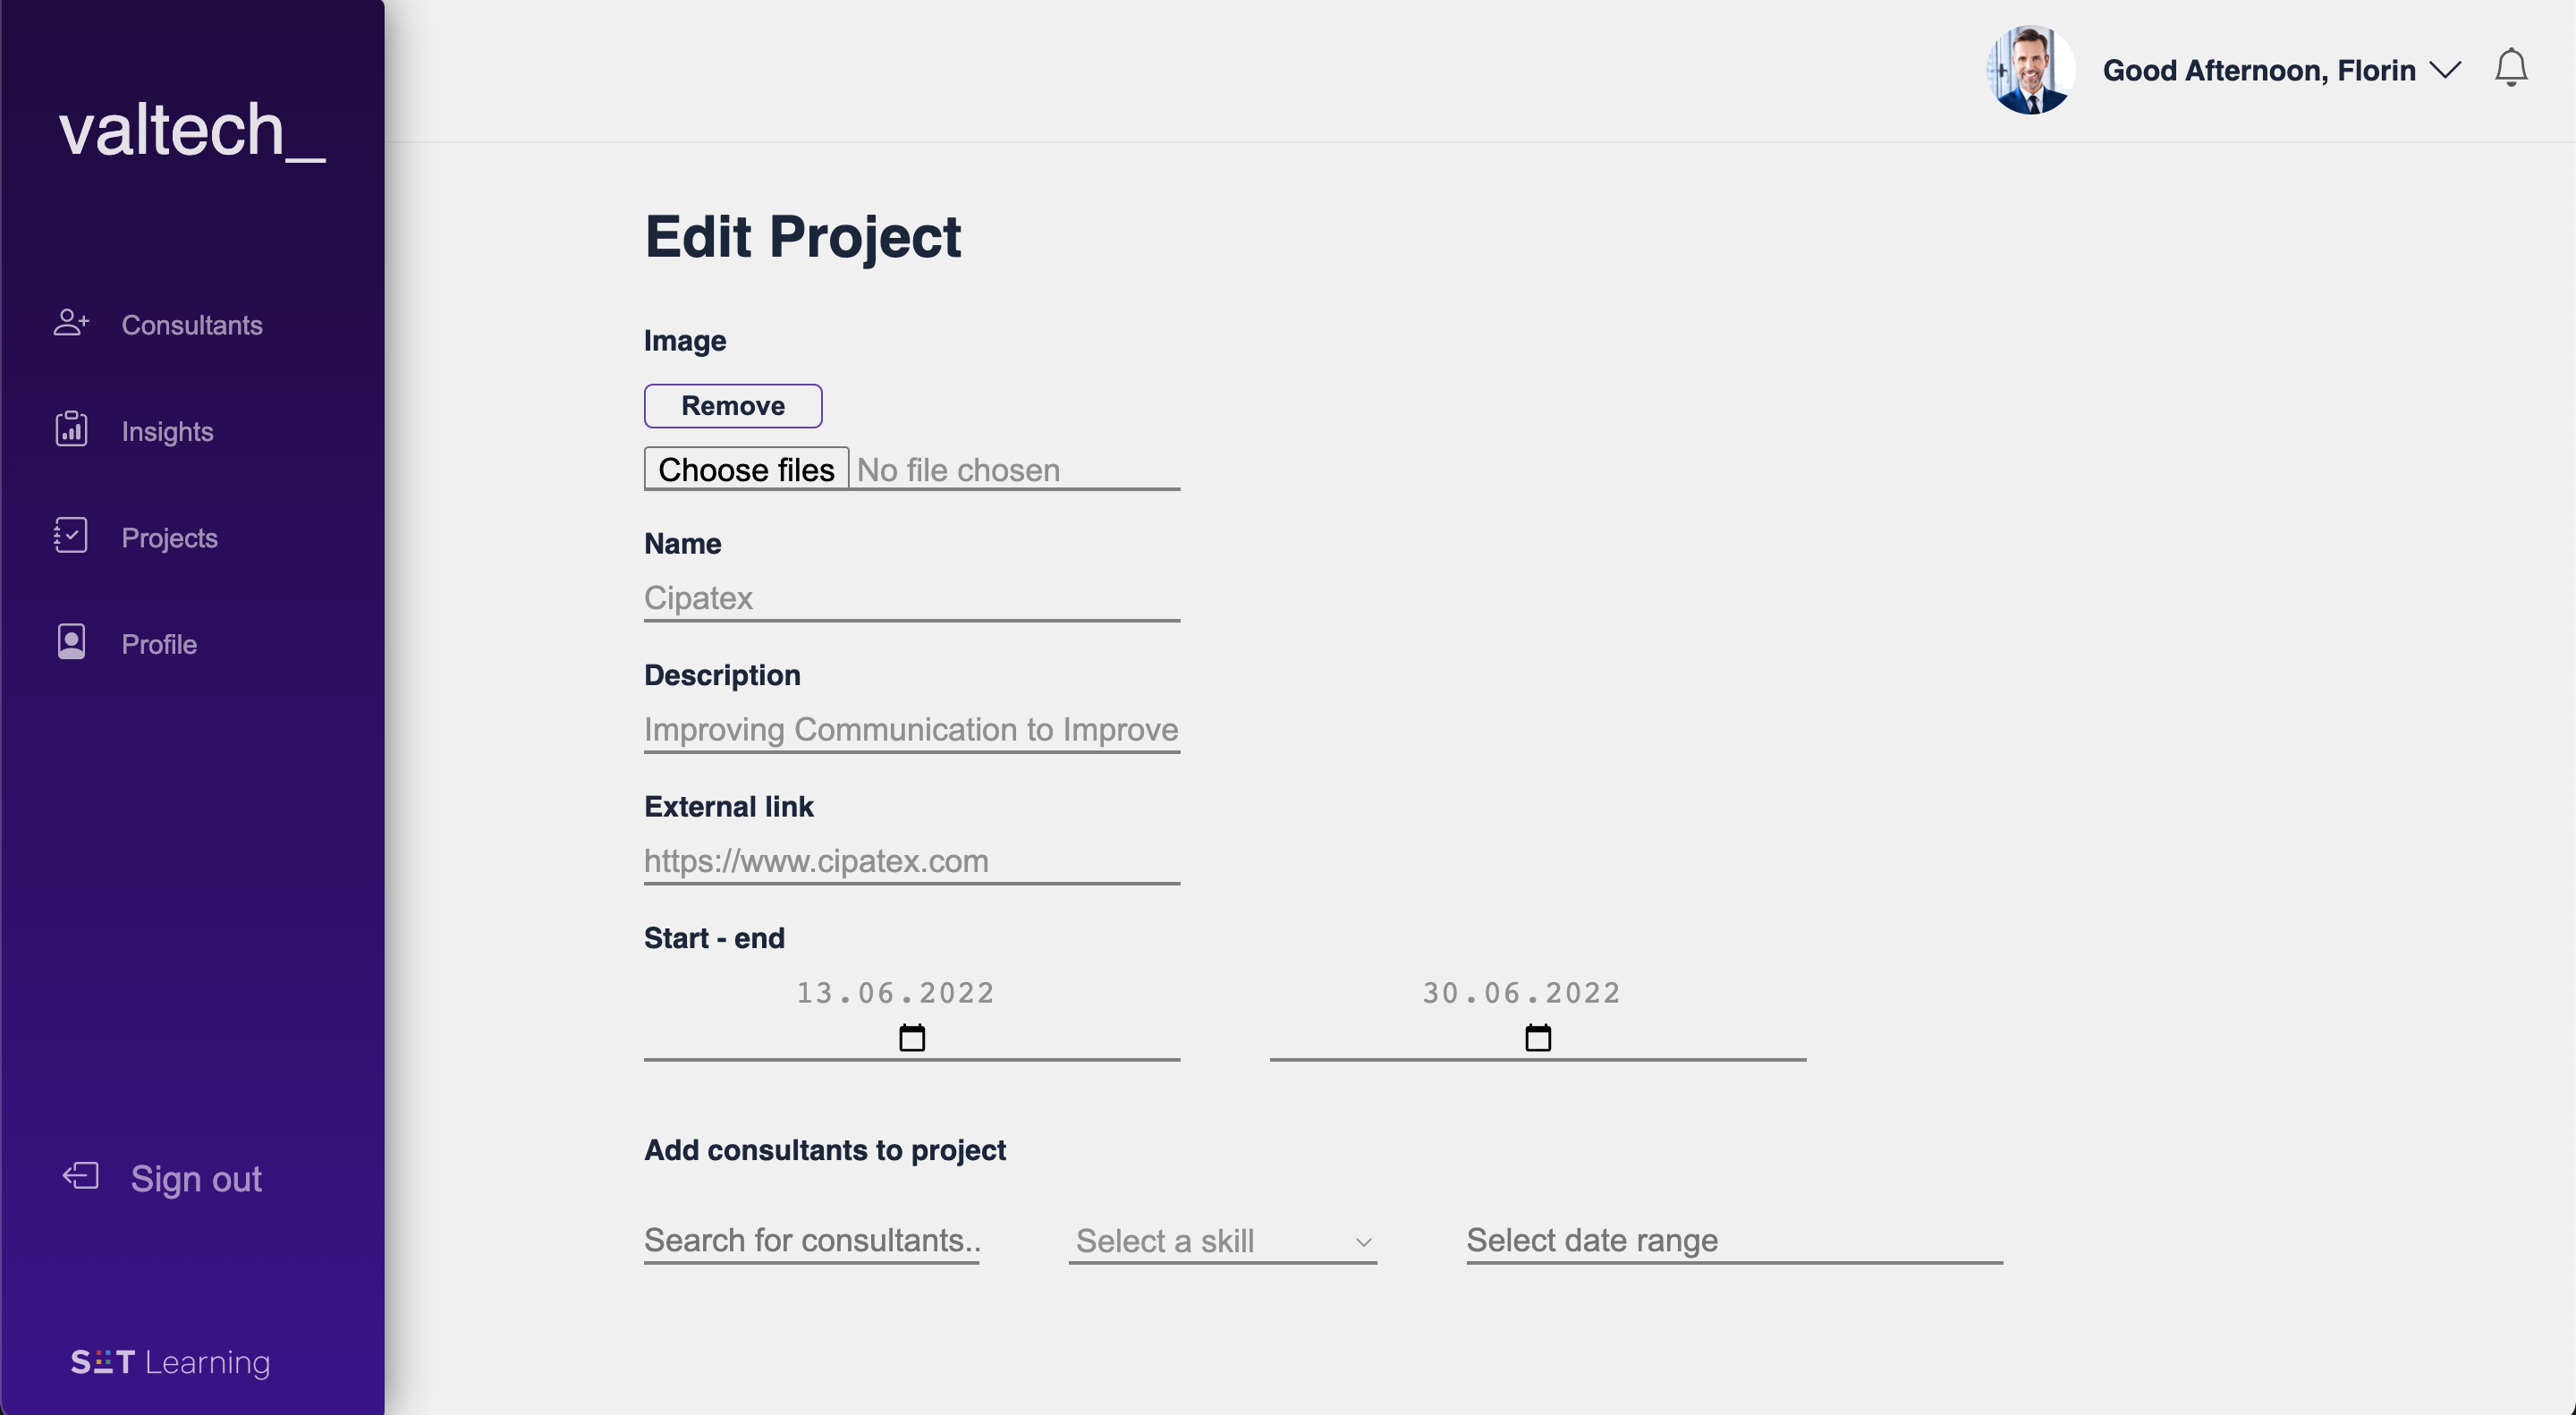 valtech_
Consultants
Insights
Projects
Profile
Sign out
SET Learning
Good Afternoon, Florin
Edit Project
Image
Remove
Choose files No file chosen
Name
Cipatex
Description
Improving Communication to Improve
External link
https://www.cipatex.com
Start - end
13.06.2022 30.06.2022
Add consultants to project
Search for consultants.. Select a skill Select date range